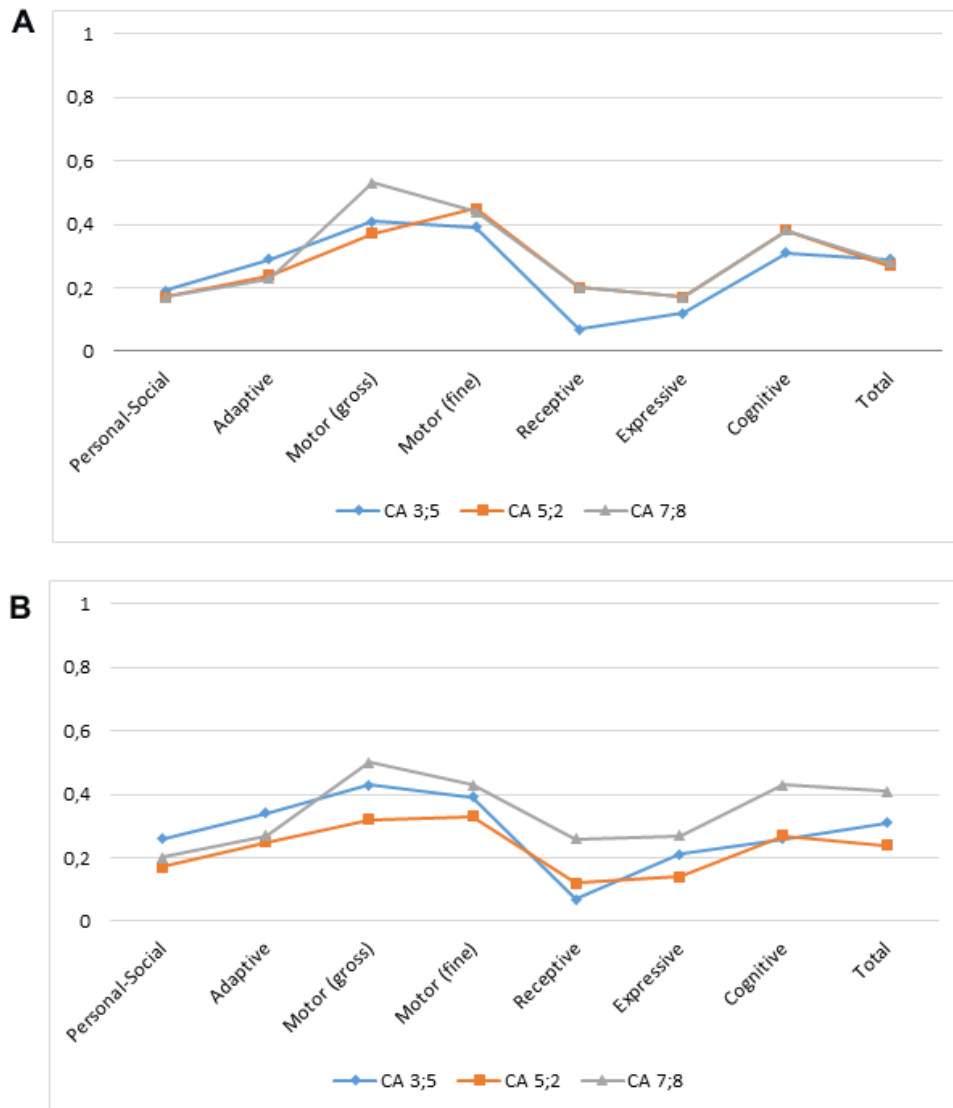 A
1
0,8
0,6
0,4
0,2
0
Personal-Social
Adaptive
Motor (gross)
Motor (fine)
Receptive
Expressive
Cognitive
Total
CA 3;5 CA 5;2 CA 7;8
B
1
0,8
0,6
0,4
0,2
0
Personal-Social
Adaptive
Motor (gross)
Motor (fine)
Receptive
Expressive
Cognitive
Total
CA 3;5 CA 5;2 CA 7;8